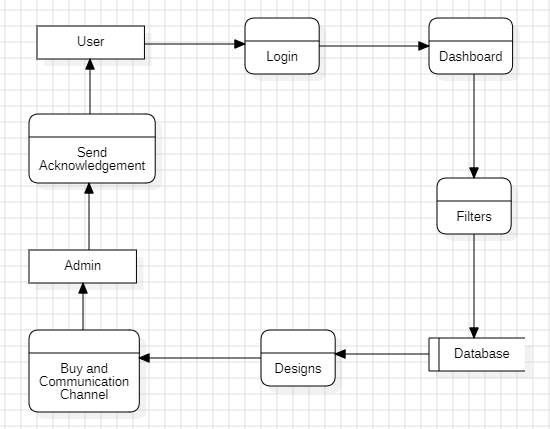 User
Login
Dashboard
Send
Acknowledgement
Filters
Admin
Database
Designs
Buy and
Communication
Channel